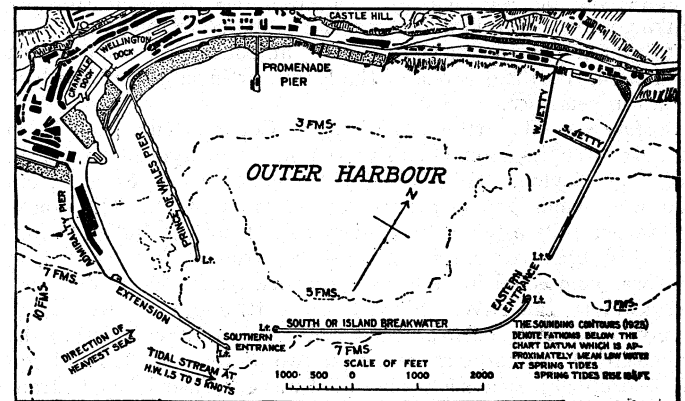 CASTLE HILL
WELLINGTON
DOCK
GRANVILLE
DOCK
PROMENADE
PIER
W. JETTY
S. JETTY
3 FMS.
OUTER HARBOUR
N
PRINCE OF WALES PIER
ADMIRALTY PIER
Lt.
Lt.
7 FMS.
10 FMS.
5 FMS.
EXTENSION
EASTERN
ENTRANCE
Lt.
7 FMS.
Lt.
SOUTH OR ISLAND BREAKWATER
SOUTHERN
ENTRANCE
Lt.
7 FMS.
DIRECTION OF
HEAVIEST SEAS
TIDAL STREAM AT
H.W. 1.5 TO 3 KNOTS
SCALE OF FEET
1000 500 0 1000 2000
THE SOUNDING CONTOURS (1923)
DENOTE FATHOMS BELOW THE
CHART DATUM WHICH IS AP-
PROXIMATELY MEAN LOW WATER
AT SPRING TIDES
SPRING TIDES RISE